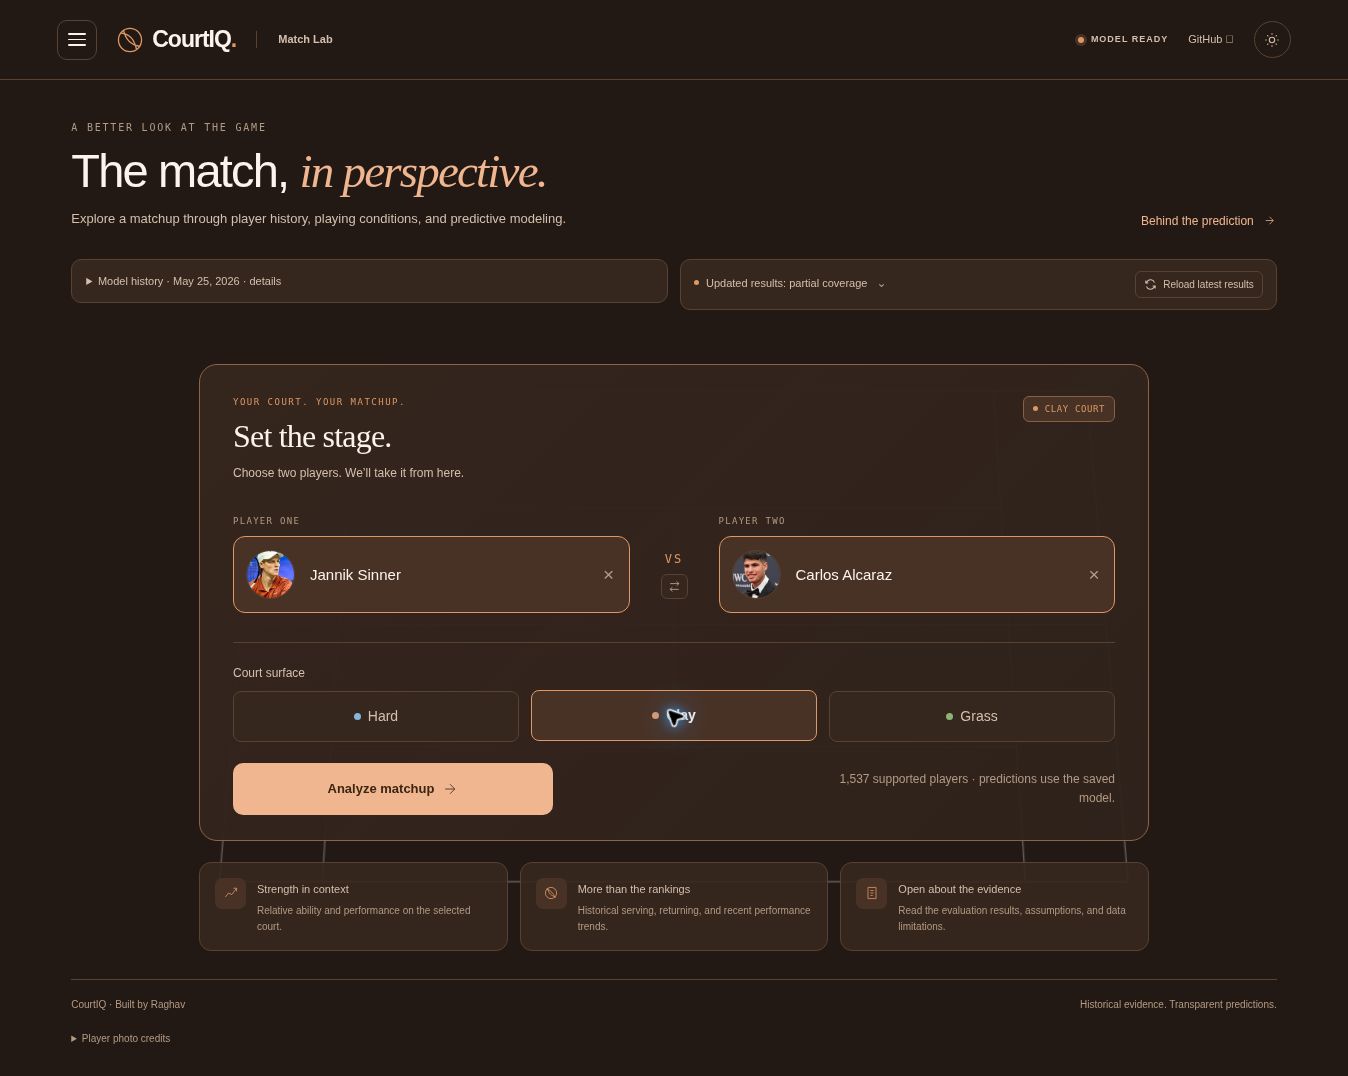 CourtIQ.
Match Lab
MODEL READY
GitHub
A BETTER LOOK AT THE GAME
The match, in perspective.
Explore a matchup through player history, playing conditions, and predictive modeling.
Behind the prediction →
▶ Model history · May 25, 2026 · details
Updated results: partial coverage
Reload latest results
YOUR COURT. YOUR MATCHUP.
CLAY COURT
Set the stage.
Choose two players. We’ll take it from here.
PLAYER ONE
PLAYER TWO
Jannik Sinner ×
VS
Carlos Alcaraz ×
Court surface
Hard
Grass
Analyze matchup →
1,537 supported players · predictions use the saved
model.
Strength in context
Relative ability and performance on the selected
court.
More than the rankings
Historical serving, returning, and recent performance
trends.
Open about the evidence
Read the evaluation results, assumptions, and data
limitations.
CourtIQ · Built by Raghav
Historical evidence. Transparent predictions.
▶ Player photo credits